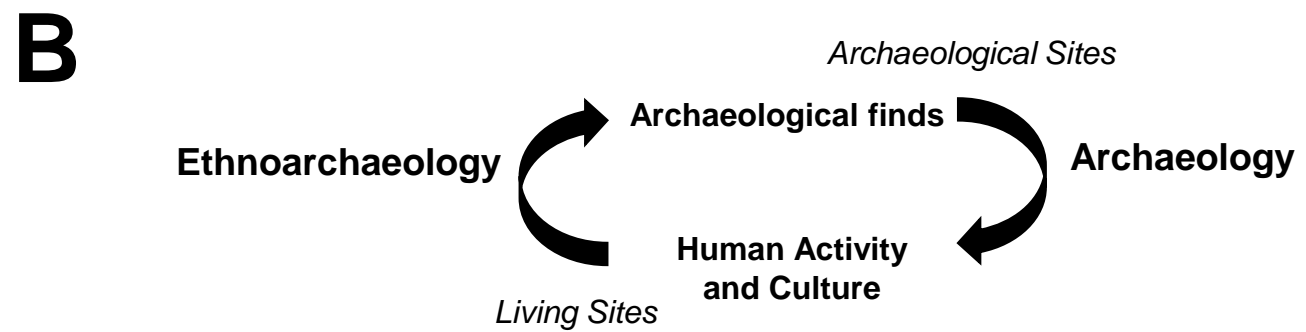 B
Archaeological Sites
Archaeological finds
Ethnoarchaeology
Archaeology
Human Activity
and Culture
Living Sites